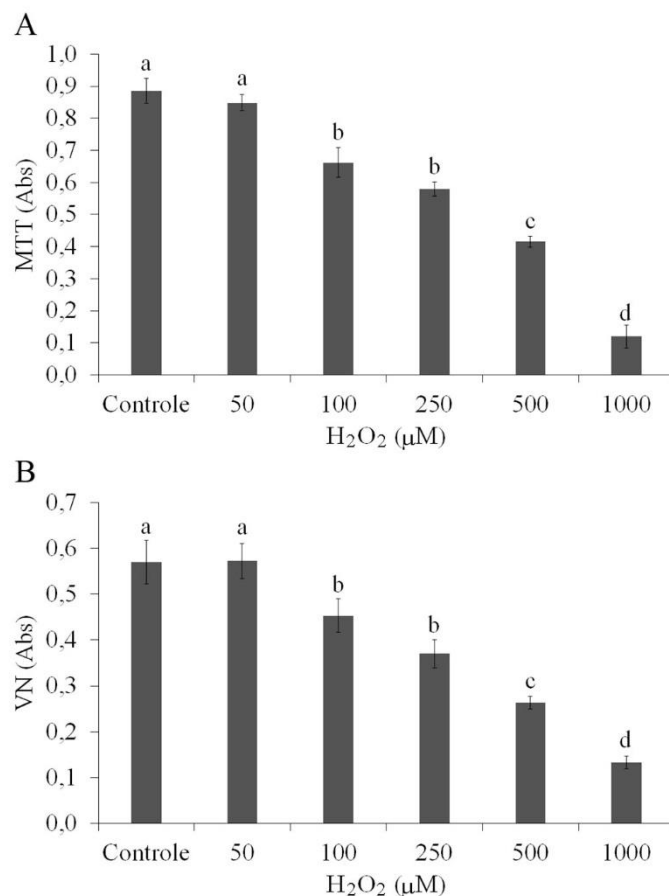 A
1,0
0,9
0,8
0,7
0,6
0,5
0,4
0,3
0,2
0,1
0,0
MTT (Abs)
a a b b c d
Controle 50 100 250 500 1000
H₂O₂ (µM)
B
0,7
0,6
0,5
0,4
0,3
0,2
0,1
0,0
VN (Abs)
a a b b c d
Controle 50 100 250 500 1000
H₂O₂ (µM)